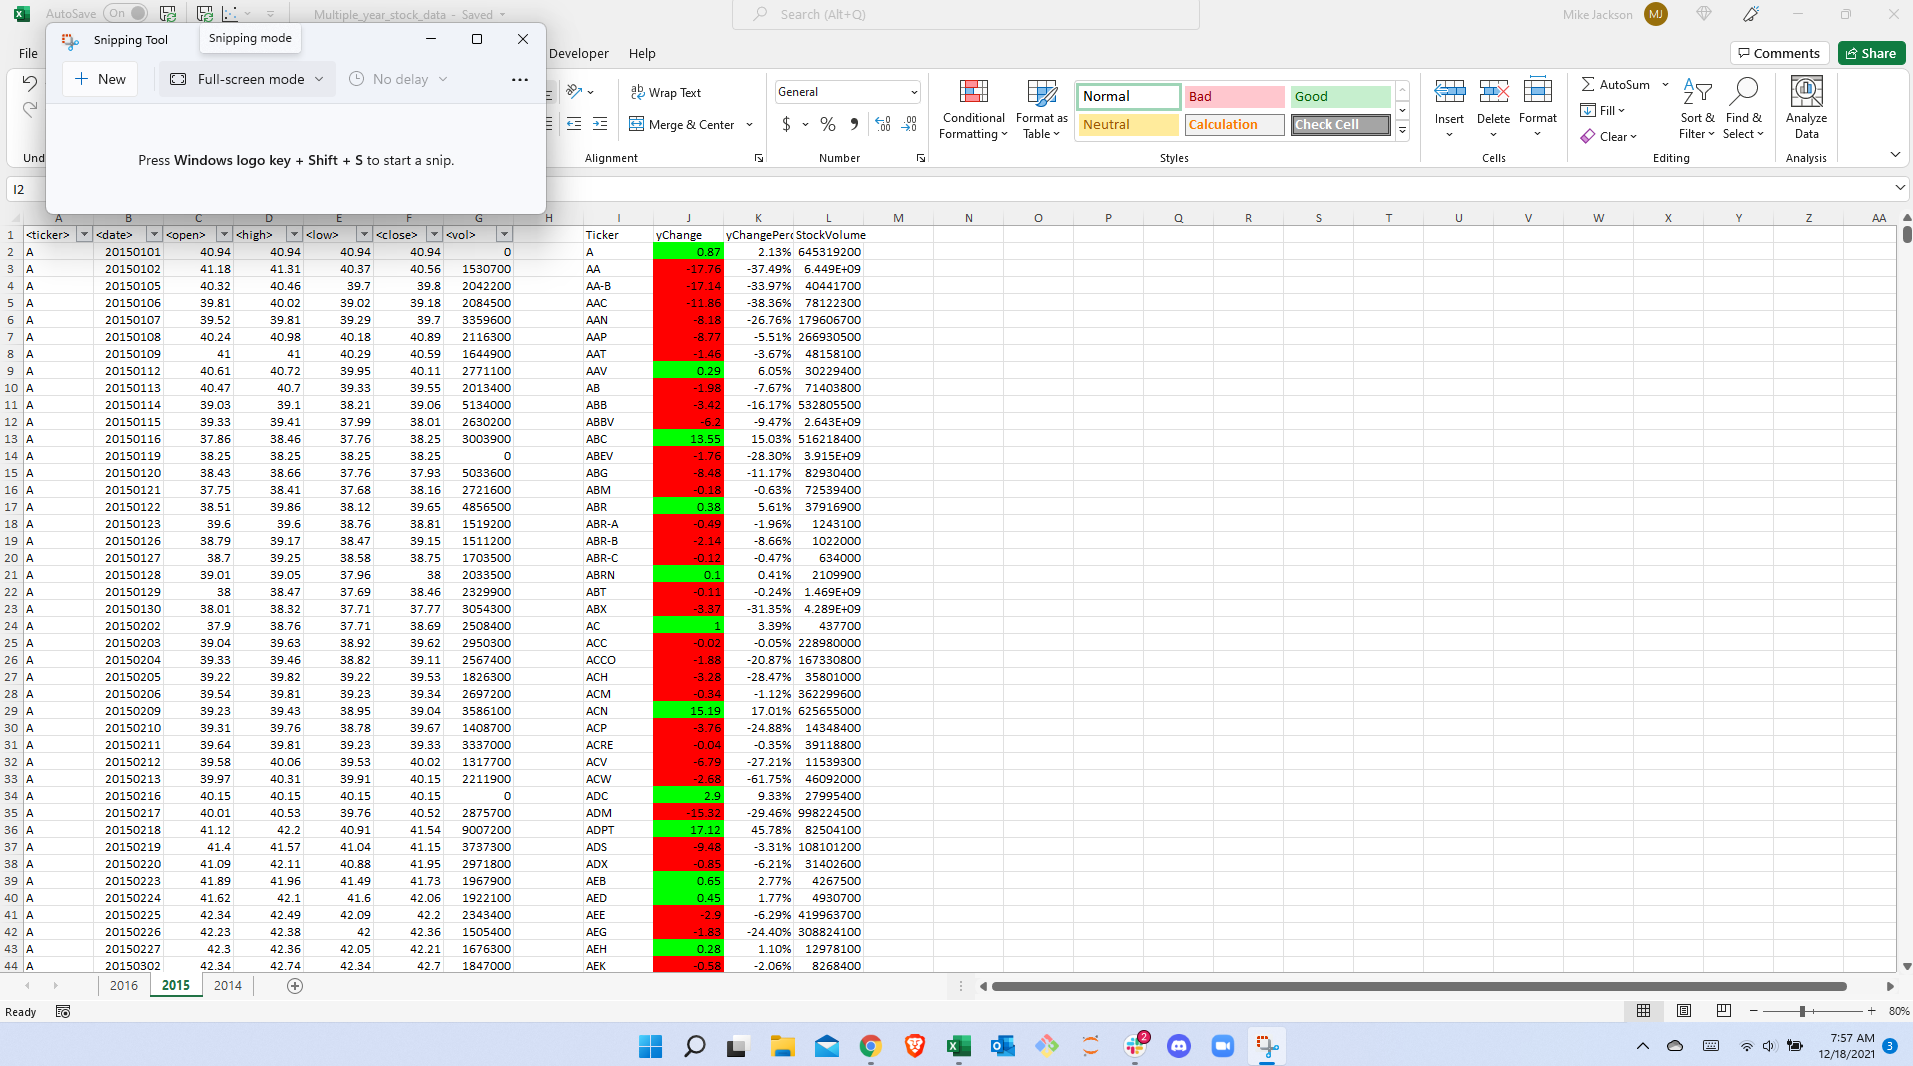 AutoSave On Multiple_year_stock_data - Saved Search (Alt+Q) Mike Jackson MJ
Snipping Tool Snipping mode
File Developer Help Comments Share
New Full-screen mode No delay
Press Windows logo key + Shift + S to start a snip.
Wrap Text
Merge & Center
General
$ % 9
Conditional Formatting
Format as Table
Normal Bad Good
Neutral Calculation Check Cell
Insert Delete Format
AutoSum
Fill
Clear
Sort & Filter
Find & Select
Analyze Data
Undo Alignment Number Styles Cells Editing Analysis
I2
A B C D E F G H I J K L M N O P Q R S T U V W X Y Z AA
1 <ticker> <date> <open> <high> <low> <close> <vol> Ticker yChange yChangePerc StockVolume
2 A 20150101 40.94 40.94 40.94 40.94 0 A 0.87 2.13% 645319200
3 A 20150102 41.18 41.31 40.37 40.56 1530700 AA -17.76 -37.49% 6.449E+09
4 A 20150105 40.32 40.46 39.7 39.8 2042200 AA-B -17.14 -33.97% 40441700
5 A 20150106 39.81 40.02 39.02 39.18 2084500 AAC -11.86 -38.36% 78122300
6 A 20150107 39.52 39.81 39.29 39.7 3359600 AAN -8.18 -26.76% 179606700
7 A 20150108 40.24 40.98 40.18 40.89 2116300 AAP -8.77 -5.51% 266930500
8 A 20150109 41 41 40.29 40.59 1644900 AAT -1.46 -3.67% 48158100
9 A 20150112 40.61 40.72 39.95 40.11 2771100 AAV 0.29 6.05% 30229400
10 A 20150113 40.47 40.7 39.33 39.55 2013400 AB -1.98 -7.67% 71403800
11 A 20150114 39.03 39.1 38.21 39.06 5134000 ABB -3.42 -16.17% 532805500
12 A 20150115 39.33 39.41 37.99 38.01 2630200 ABBV -6.2 -9.47% 2.643E+09
13 A 20150116 37.86 38.46 37.76 38.25 3003900 ABC 13.55 15.03% 516218400
14 A 20150119 38.25 38.25 38.25 38.25 0 ABEV -1.76 -28.30% 3.915E+09
15 A 20150120 38.43 38.66 37.76 37.93 5033600 ABG -8.48 -11.17% 82930400
16 A 20150121 37.75 38.41 37.68 38.16 2721600 ABM -0.18 -0.63% 72539400
17 A 20150122 38.51 39.86 38.12 39.65 4856500 ABR 0.38 5.61% 37916900
18 A 20150123 39.6 39.6 38.76 38.81 1519200 ABR-A -0.49 -1.96% 1243100
19 A 20150126 38.79 39.17 38.47 39.15 1511200 ABR-B -2.14 -8.66% 1022000
20 A 20150127 38.7 39.25 38.58 38.75 1703500 ABR-C -0.12 -0.47% 634000
21 A 20150128 39.01 39.05 37.96 38 2033500 ABRN 0.1 0.41% 2109900
22 A 20150129 38 38.47 37.69 38.46 2329900 ABT -0.11 -0.24% 1.469E+09
23 A 20150130 38.01 38.32 37.71 37.77 3054300 ABX -3.37 -31.35% 4.289E+09
24 A 20150202 37.9 38.76 37.71 38.69 2508400 AC 1 3.39% 437700
25 A 20150203 39.04 39.63 38.92 39.62 2950300 ACC -0.02 -0.05% 228980000
26 A 20150204 39.33 39.46 38.82 39.11 2567400 ACCO -1.88 -20.87% 167330800
27 A 20150205 39.22 39.82 39.22 39.53 1826300 ACH -3.28 -28.47% 35801000
28 A 20150206 39.54 39.81 39.23 39.34 2697200 ACM -0.34 -1.12% 362299600
29 A 20150209 39.23 39.43 38.95 39.04 3586100 ACN 15.19 17.01% 625655000
30 A 20150210 39.31 39.76 38.78 39.67 1408700 ACP -3.76 -24.88% 14348400
31 A 20150211 39.64 39.81 39.23 39.33 3337000 ACRE -0.04 -0.35% 39118800
32 A 20150212 39.58 40.06 39.53 40.02 1317700 ACV -6.79 -27.21% 11539300
33 A 20150213 39.97 40.31 39.91 40.15 2211900 ACW -2.68 -61.75% 46092000
34 A 20150216 40.15 40.15 40.15 40.15 0 ADC 2.9 9.33% 27995400
35 A 20150217 40.01 40.53 39.76 40.52 2875700 ADM -15.32 -29.46% 998224500
36 A 20150218 41.12 42.2 40.91 41.54 9007200 ADPT 17.12 45.78% 82504100
37 A 20150219 41.4 41.57 41.04 41.15 3737300 ADS -9.48 -3.31% 108101200
38 A 20150220 41.09 42.11 40.88 41.95 2971800 ADX -0.85 -6.21% 31402600
39 A 20150223 41.89 41.96 41.49 41.73 1967900 AEB 0.65 2.77% 4267500
40 A 20150224 41.62 42.1 41.6 42.06 1922100 AED 0.45 1.77% 4930700
41 A 20150225 42.34 42.49 42.09 42.2 2343400 AEE -2.9 -6.29% 419963700
42 A 20150226 42.23 42.38 42 42.36 1505400 AEG -1.83 -24.40% 308824100
43 A 20150227 42.3 42.36 42.05 42.21 1676300 AEH 0.28 1.10% 12978100
44 A 20150302 42.34 42.74 42.34 42.7 1847000 AEK -0.58 -2.06% 8268400
2016 2015 2014
Ready 80%
2
7:57 AM
12/18/2021 3